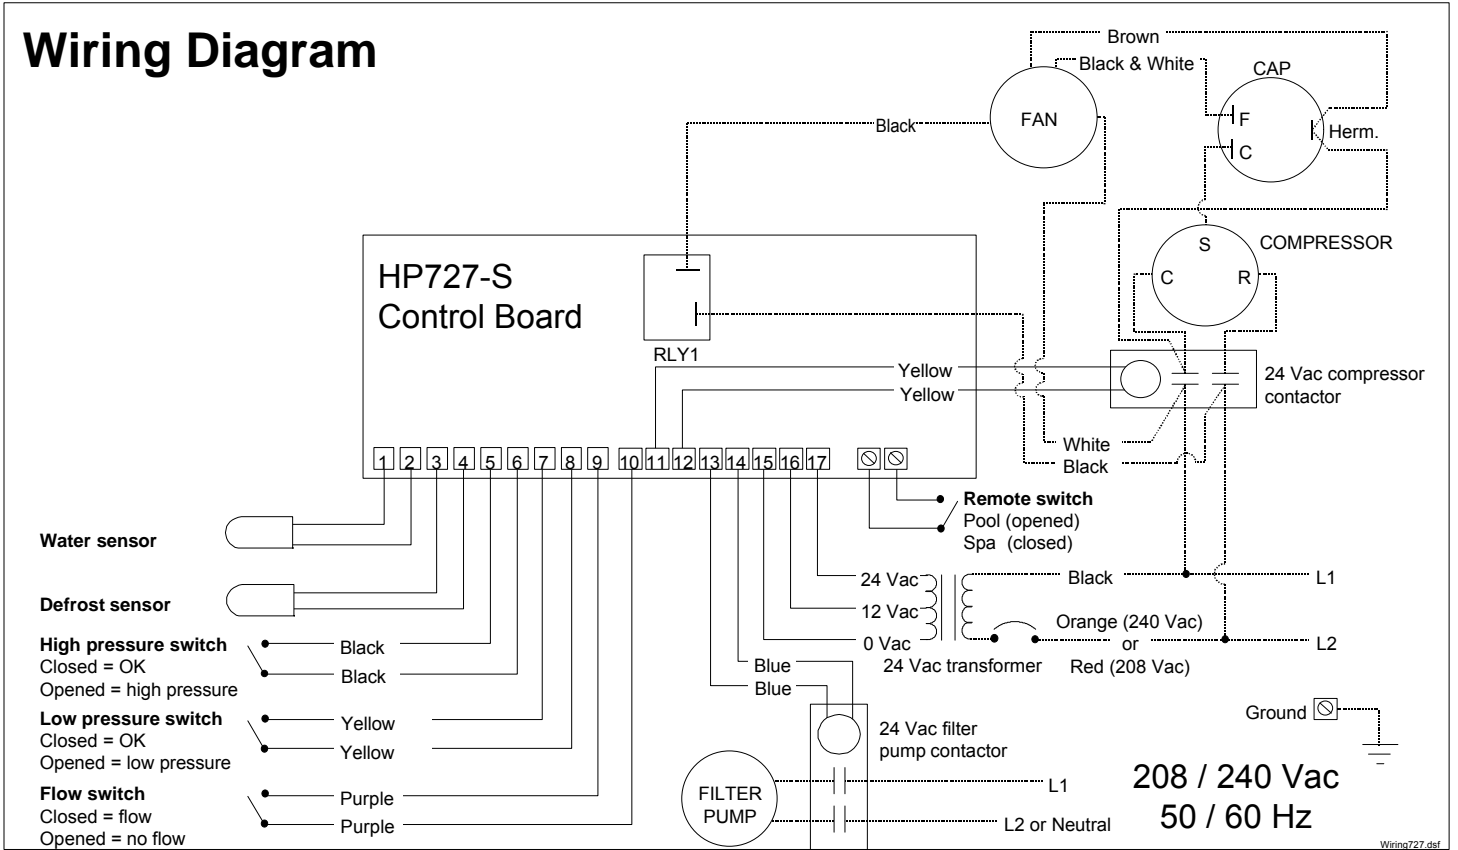 Wiring Diagram
Brown
Black & White
CAP
FAN
F
Herm.
C
Black
S
COMPRESSOR
C
R
HP727-S
Control Board
RLY1
Yellow
Yellow
24 Vac compressor
contactor
White
Black
1 2 3 4 5 6 7 8 9 10 11 12 13 14 15 16 17
Remote switch
Pool (opened)
Spa (closed)
Water sensor
Defrost sensor
24 Vac
12 Vac
0 Vac
24 Vac transformer
Black
L1
Orange (240 Vac)
or
Red (208 Vac)
L2
High pressure switch
Closed = OK
Opened = high pressure
Black
Black
Blue
Blue
Low pressure switch
Closed = OK
Opened = low pressure
Yellow
Yellow
Ground
24 Vac filter
pump contactor
Flow switch
Closed = flow
Opened = no flow
Purple
Purple
FILTER
PUMP
L1
L2 or Neutral
208 / 240 Vac
50 / 60 Hz
Wiring727.dsf